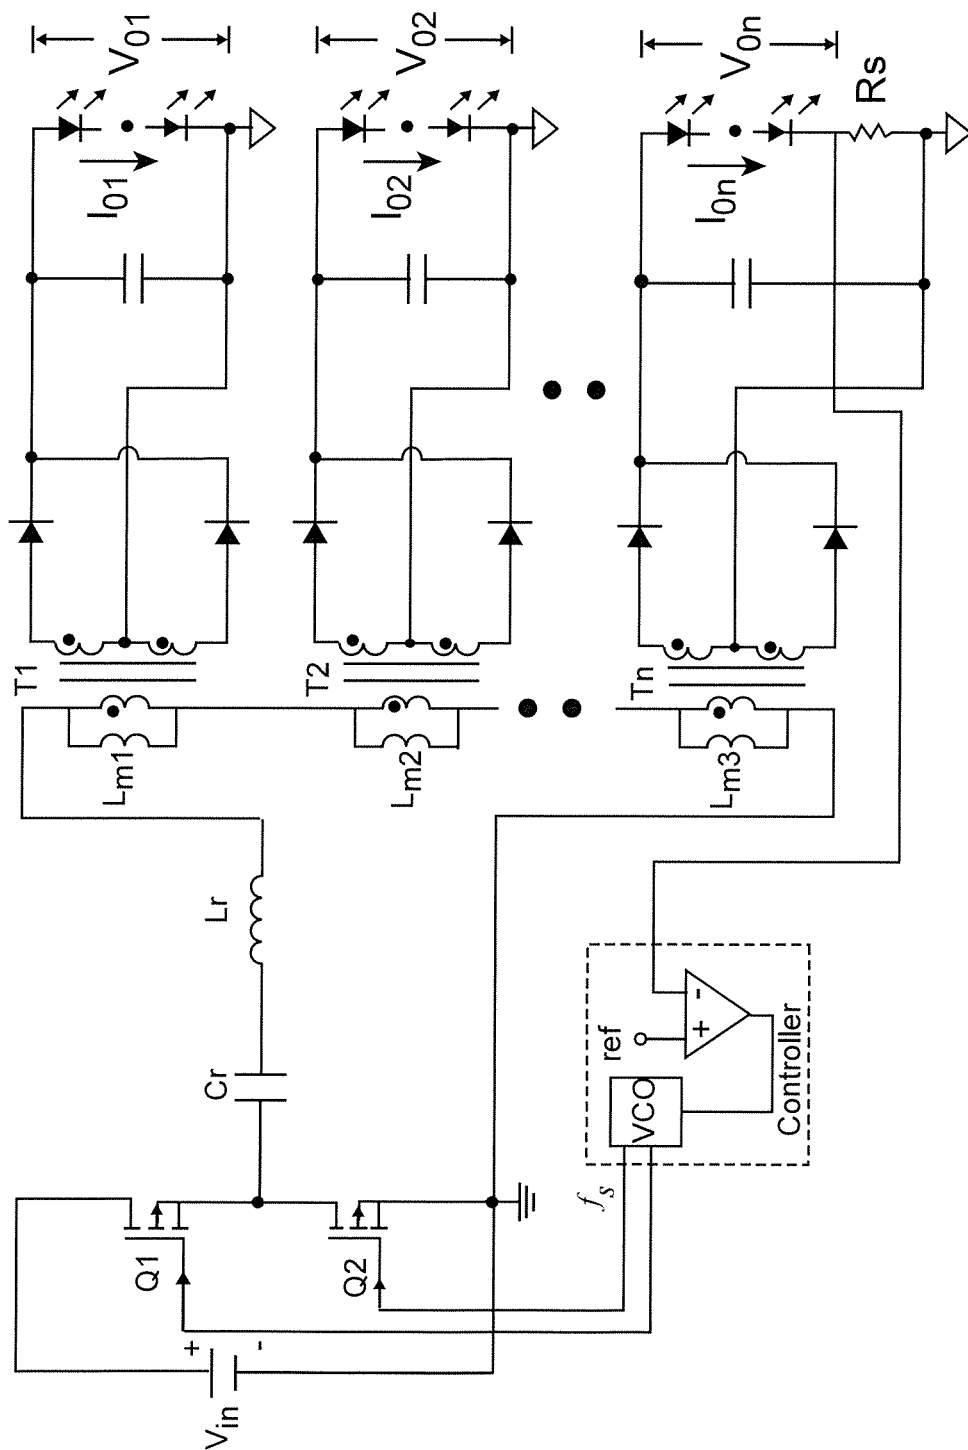 V01
V02
V0n
Rs
I01
I02
I0n
T1
T2
Tn
Lm1
Lm2
Lm3
Lr
Cr
ref
+
-
VCO
Controller
fs
Q1
Q2
+
-
Vin